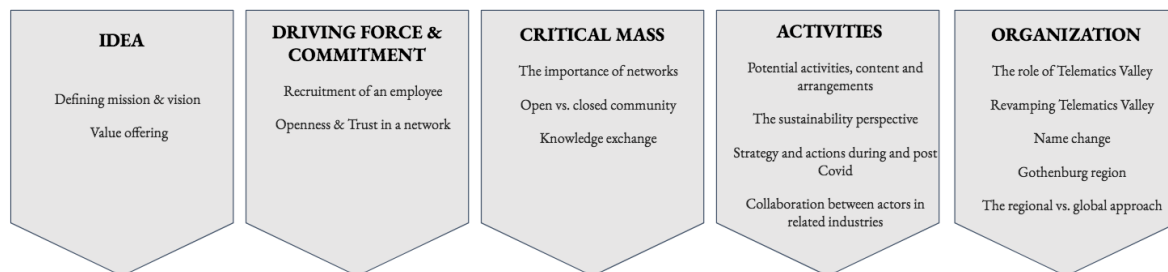 IDEA
Defining mission & vision
Value offering
DRIVING FORCE &
COMMITMENT
Recruitment of an employee
Openness & Trust in a network
CRITICAL MASS
The importance of networks
Open vs. closed community
Knowledge exchange
ACTIVITIES
Potential activities, content and
arrangements
The sustainability perspective
Strategy and actions during and post
Covid
Collaboration between actors in
related industries
ORGANIZATION
The role of Telematics Valley
Revamping Telematics Valley
Name change
Gothenburg region
The regional vs. global approach